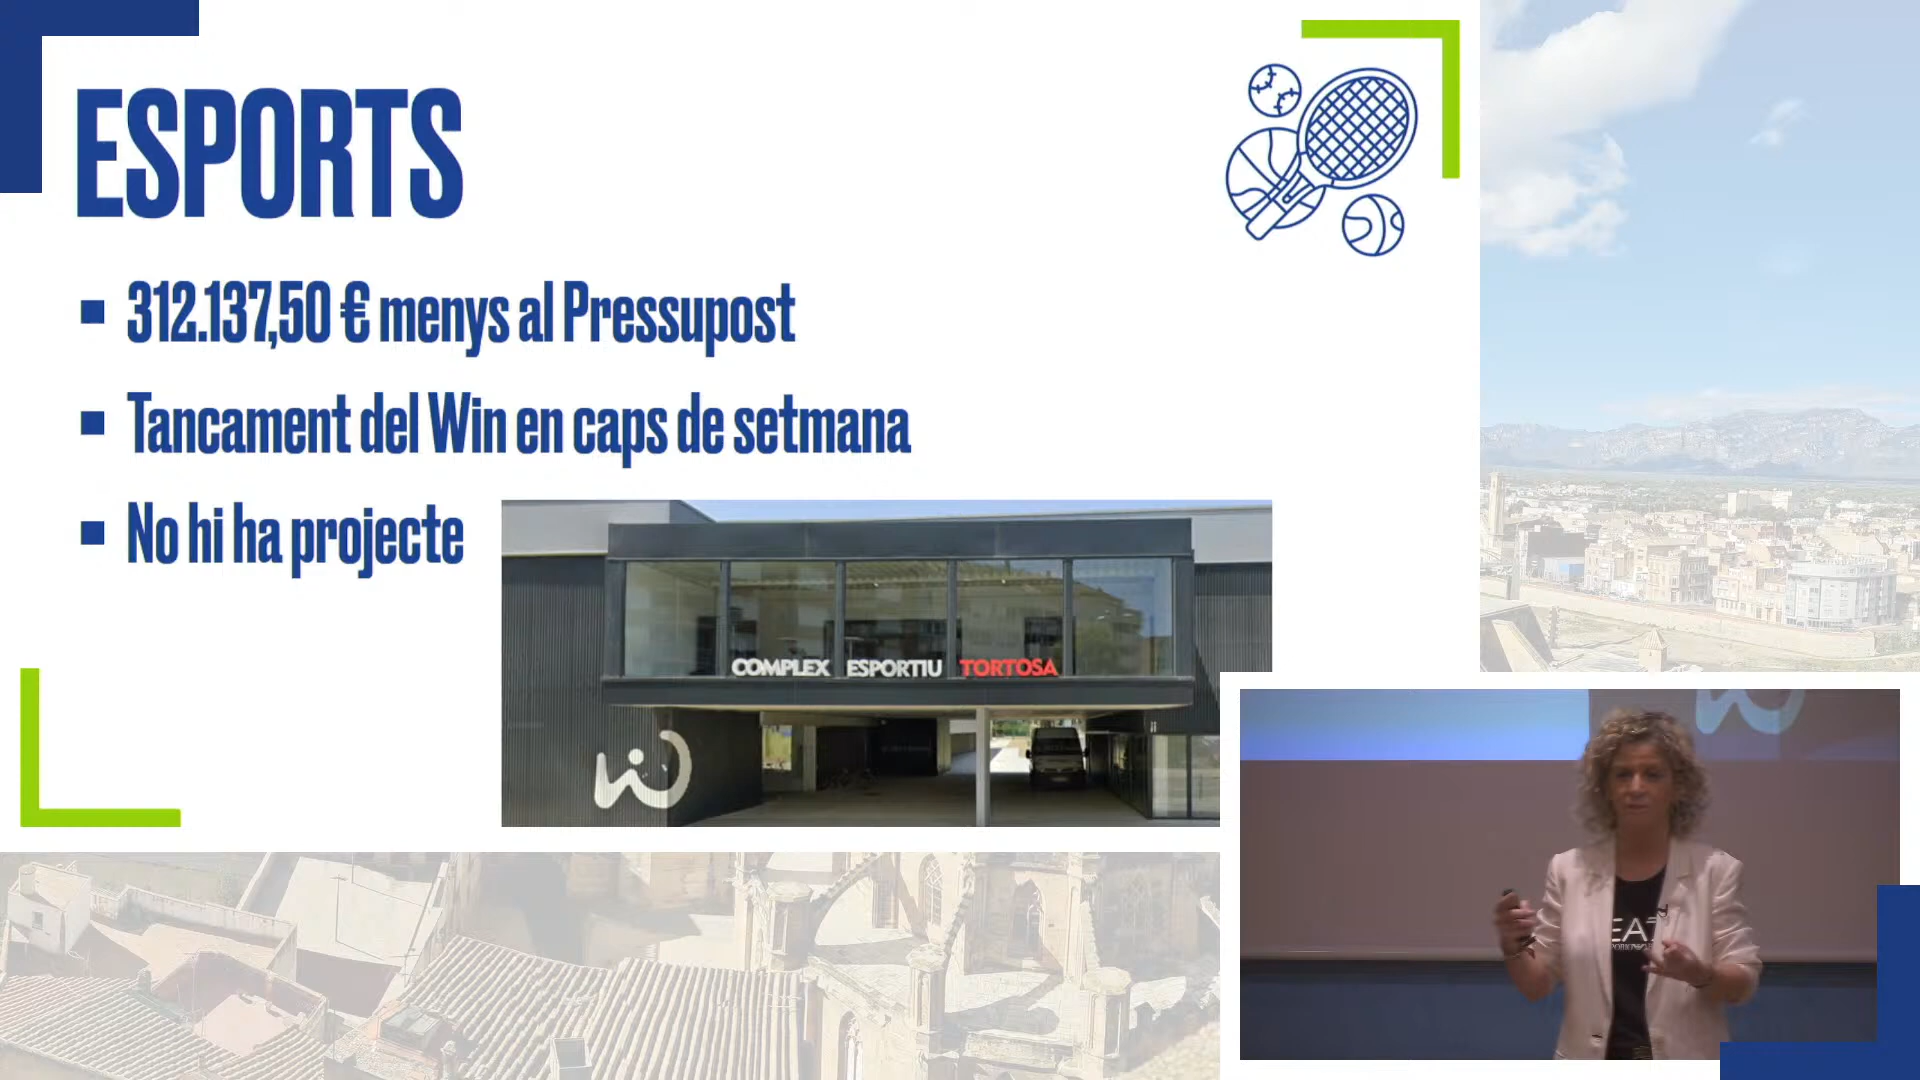 ESPORTS
▪ 312.137,50 € menys al Pressupost
▪ Tancament del Win en caps de setmana
▪ No hi ha projecte
COMPLEX ESPORTIU TORTOSA